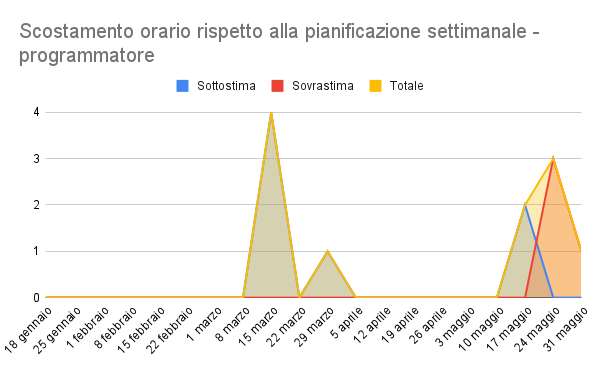 Scostamento orario rispetto alla pianificazione settimanale -
programmatore
Sottostima Sovrastima Totale
4
3
2
1
0
18 gennaio 25 gennaio 1 febbraio 8 febbraio 15 febbraio 22 febbraio 1 marzo 8 marzo 15 marzo 22 marzo 29 marzo 5 aprile 12 aprile 19 aprile 26 aprile 3 maggio 10 maggio 17 maggio 24 maggio 31 maggio